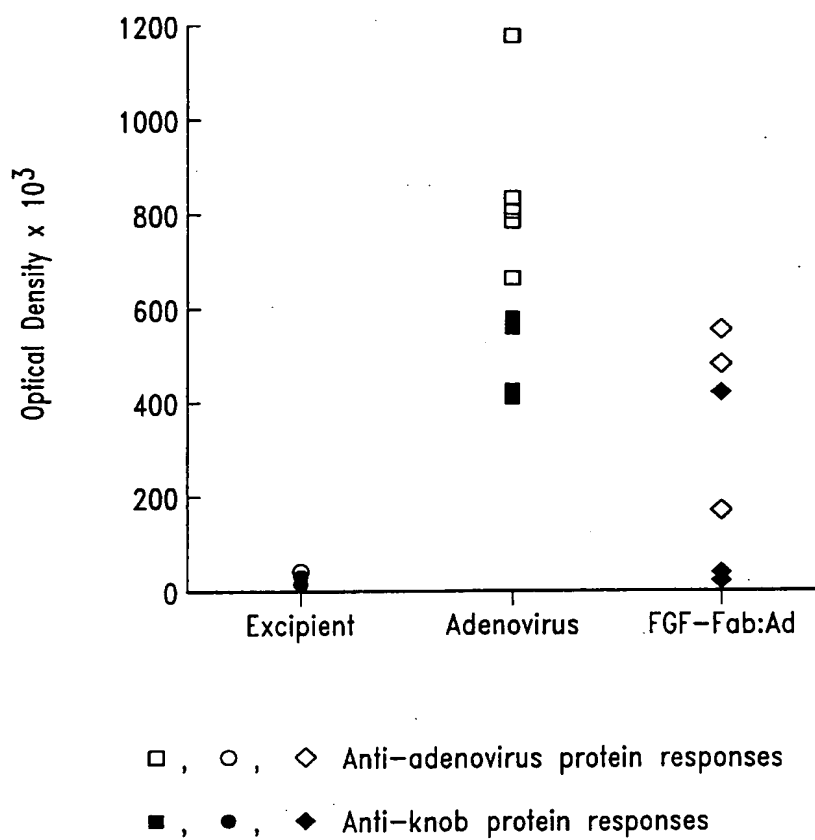 1200
1000
800
600
400
200
0
Optical Density x 10³
Excipient
Adenovirus
FGF-Fab:Ad
□ , ○ , ◇ Anti-adenovirus protein responses
■ , ● , ◆ Anti-knob protein responses